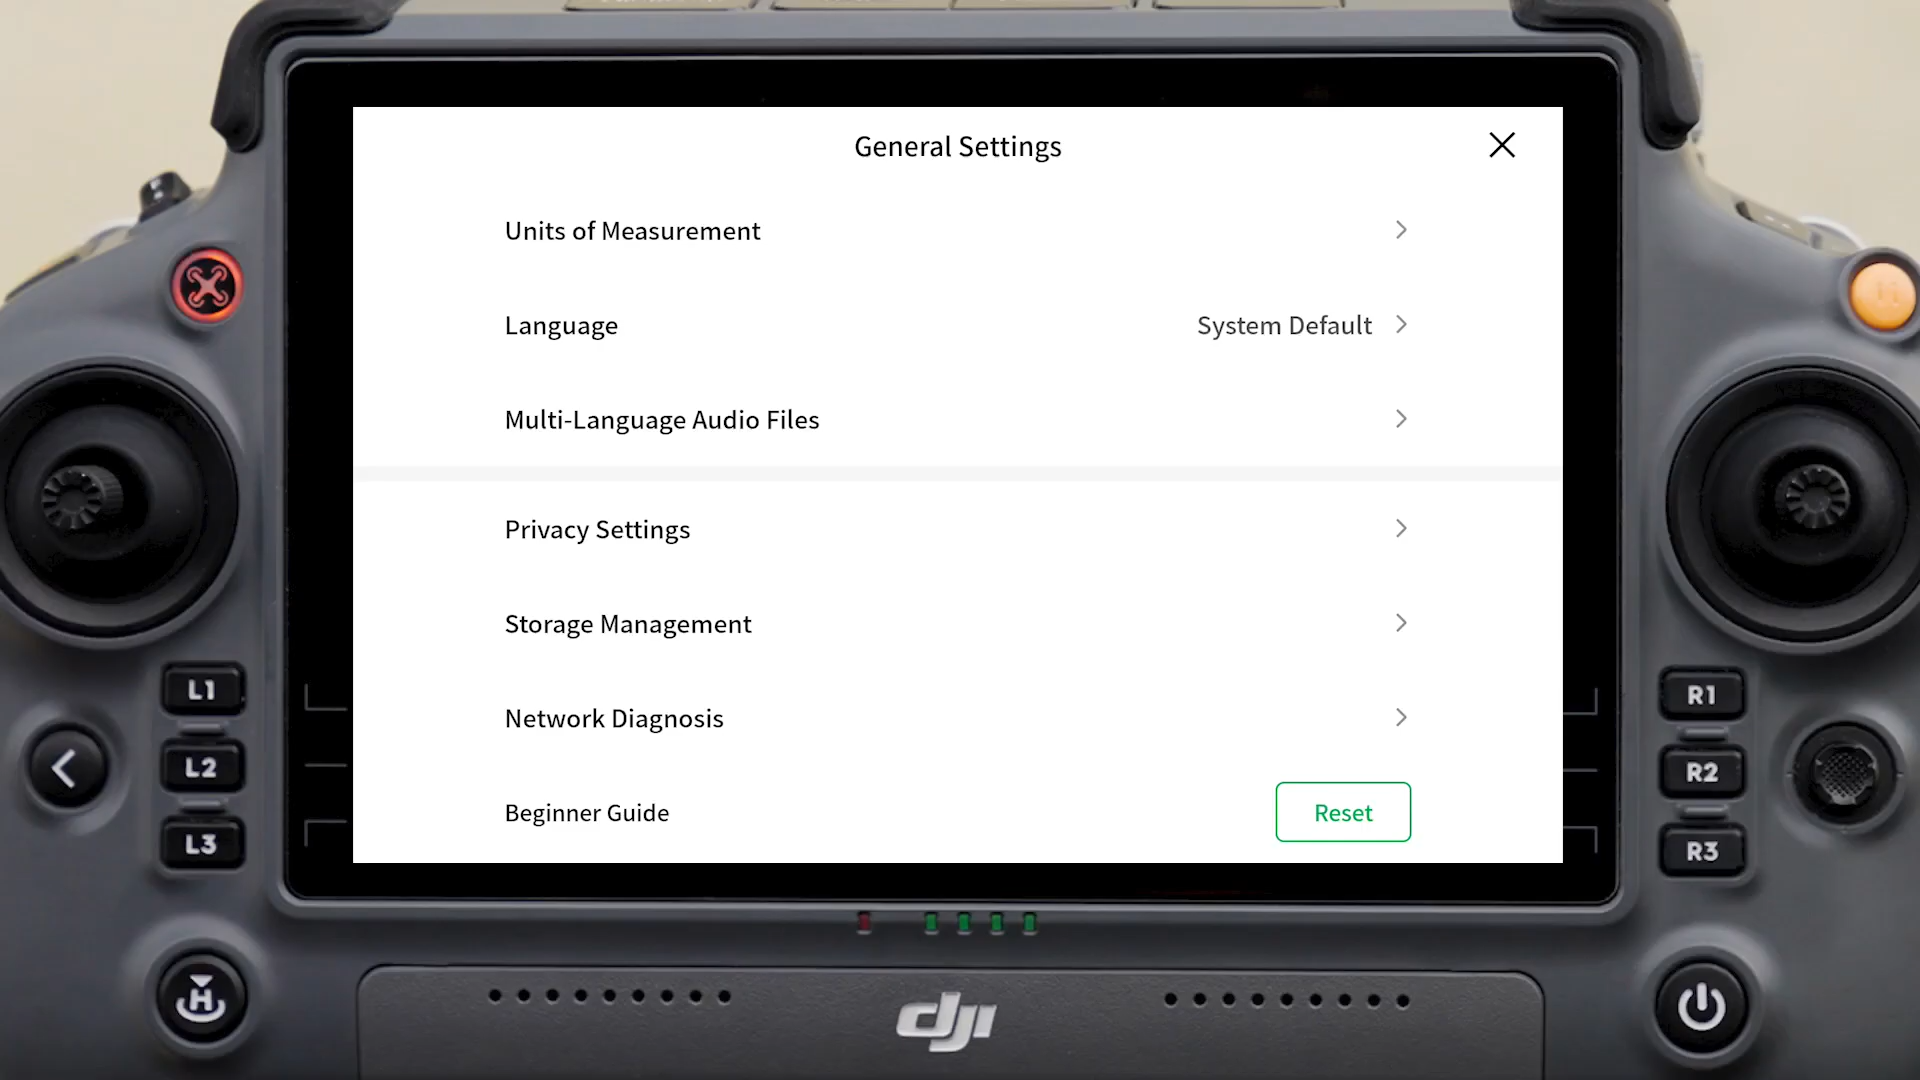 General Settings
Units of Measurement
Language System Default
Multi-Language Audio Files
Privacy Settings
Storage Management
Network Diagnosis
Beginner Guide Reset
L1
L2
L3
R1
R2
R3
H
dji